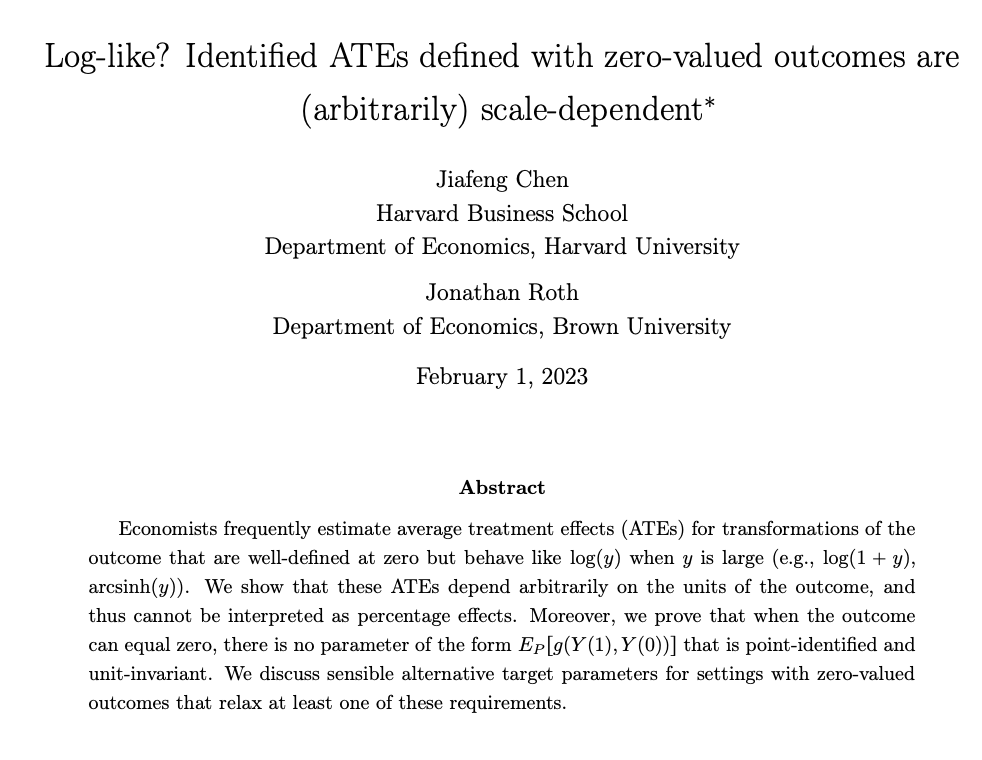 Log-like? Identified ATEs defined with zero-valued outcomes are
(arbitrarily) scale-dependent*
Jiafeng Chen
Harvard Business School
Department of Economics, Harvard University
Jonathan Roth
Department of Economics, Brown University
February 1, 2023
Abstract
Economists frequently estimate average treatment effects (ATEs) for transformations of the
outcome that are well-defined at zero but behave like log(y) when y is large (e.g., log(1 + y),
arcsinh(y)). We show that these ATEs depend arbitrarily on the units of the outcome, and
thus cannot be interpreted as percentage effects. Moreover, we prove that when the outcome
can equal zero, there is no parameter of the form E_P[g(Y(1), Y(0))] that is point-identified and
unit-invariant. We discuss sensible alternative target parameters for settings with zero-valued
outcomes that relax at least one of these requirements.